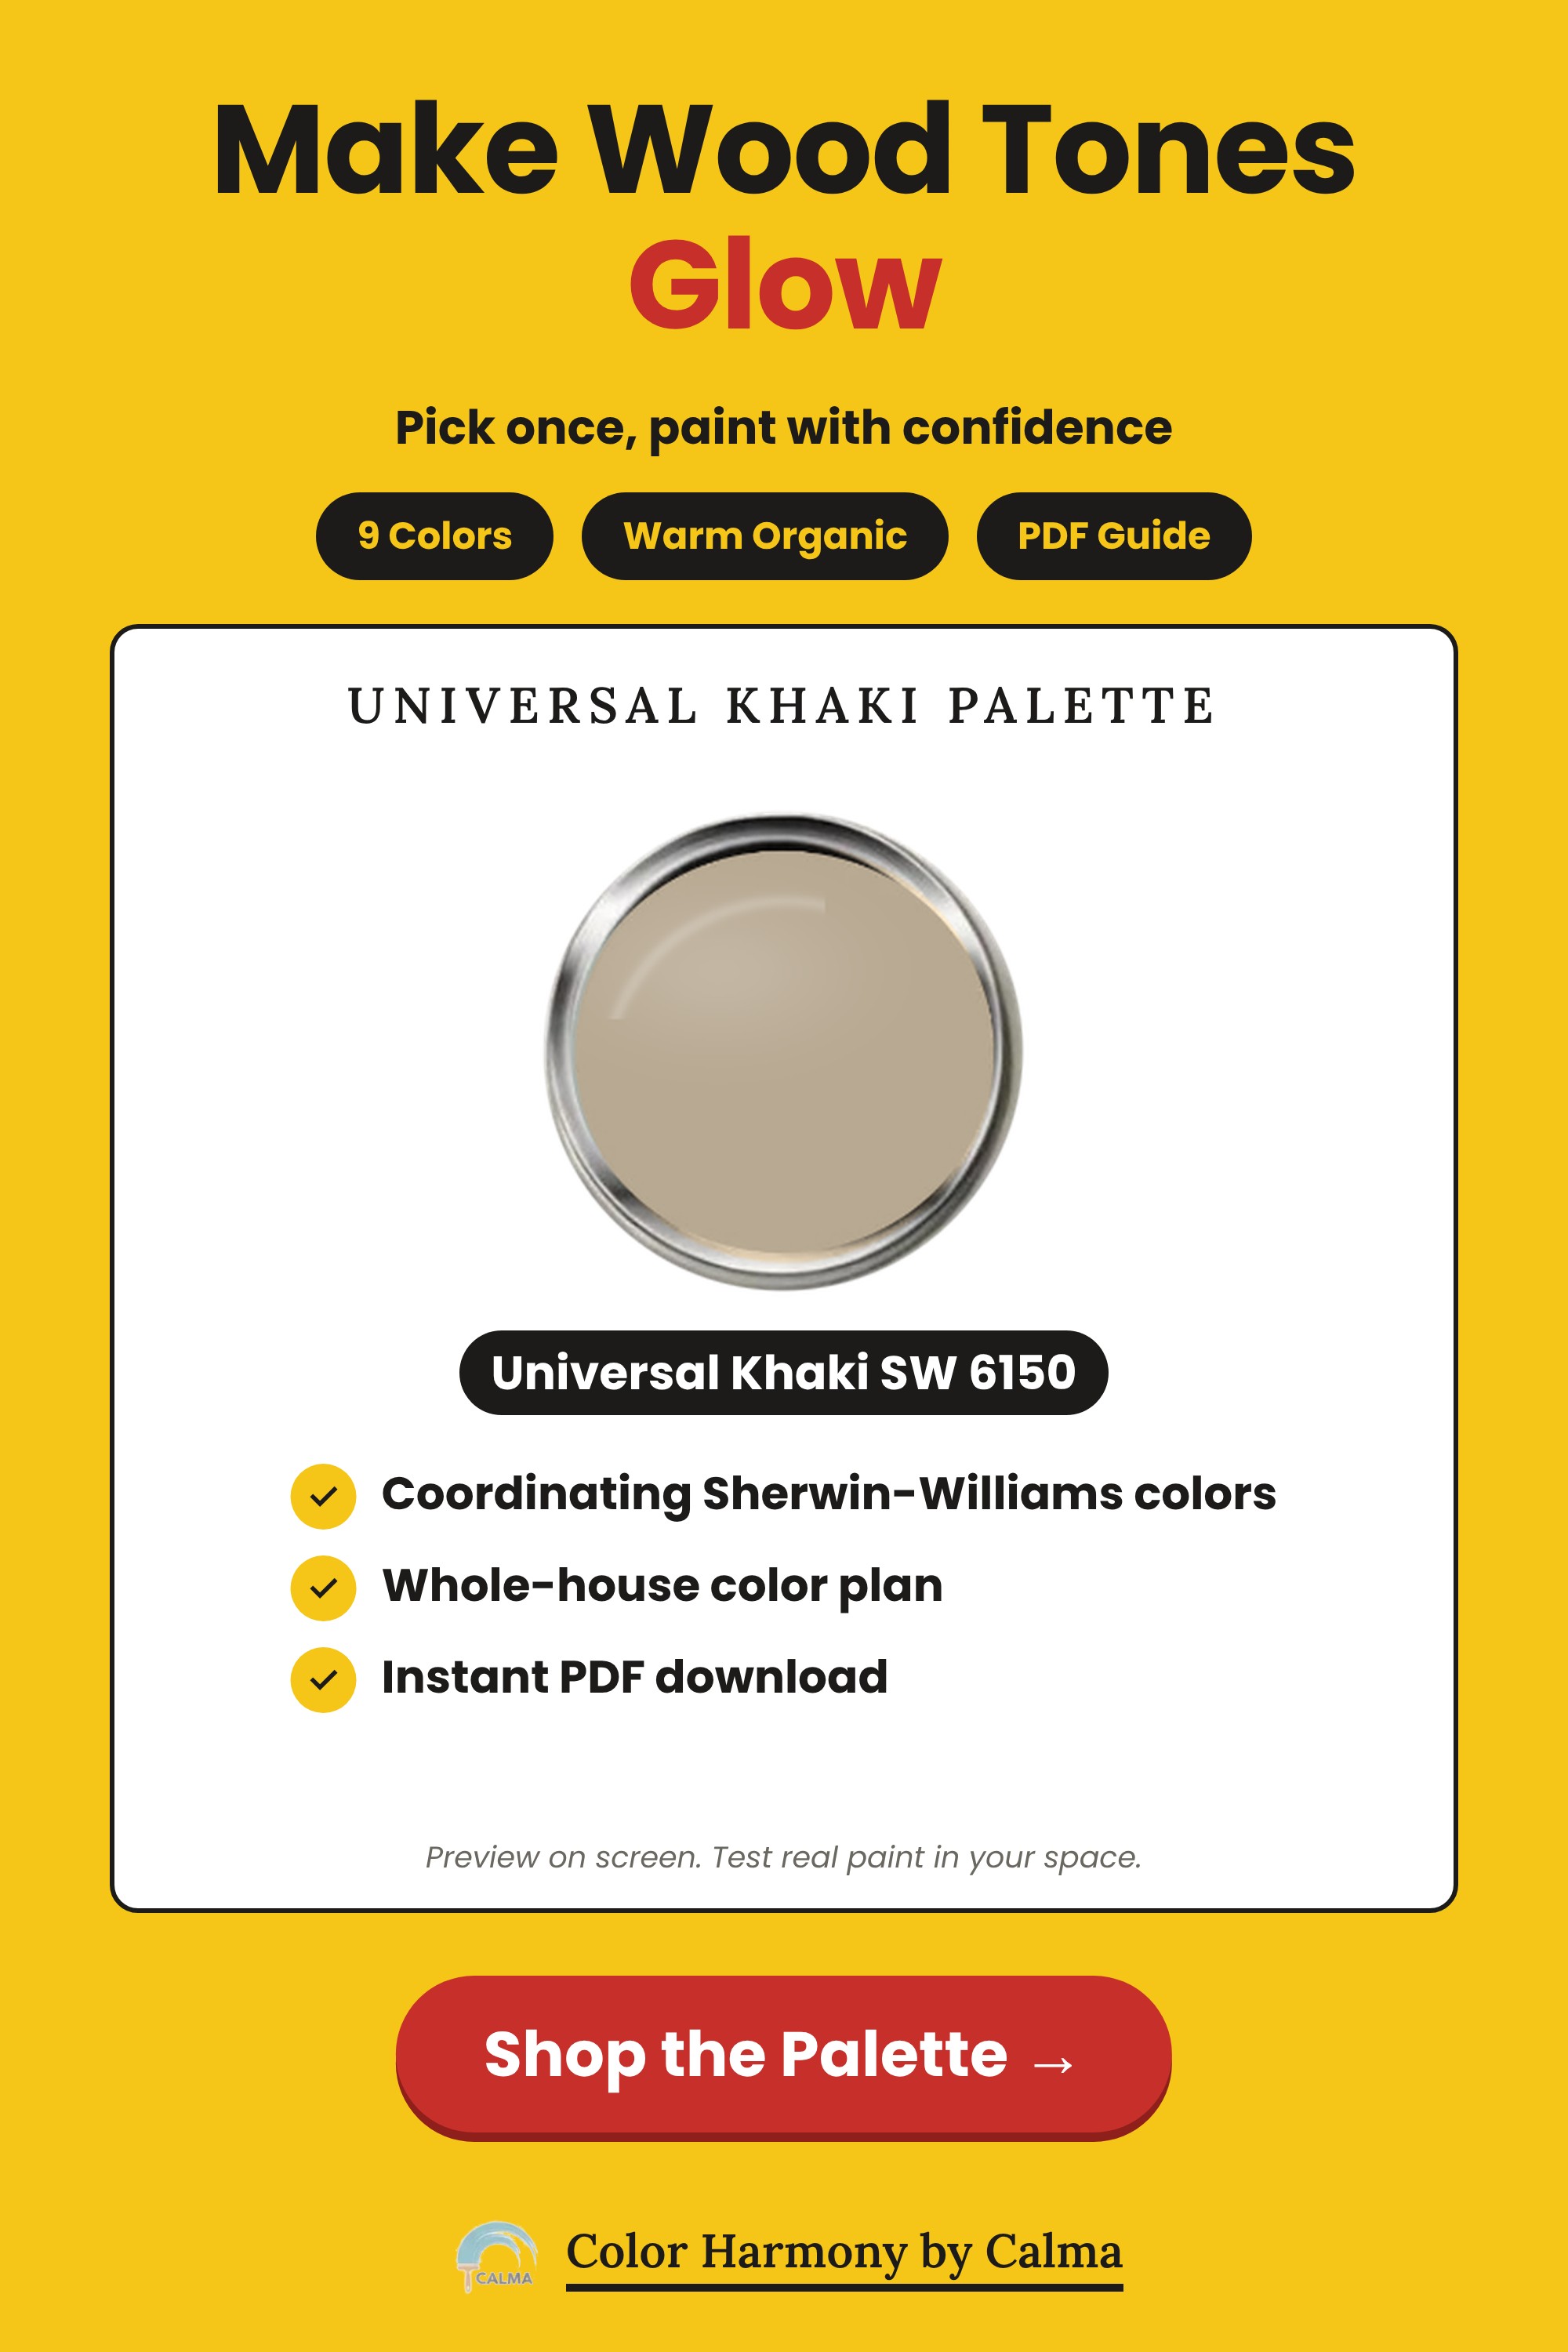 Make Wood Tones
Glow
Pick once, paint with confidence
9 Colors
Warm Organic
PDF Guide
UNIVERSAL KHAKI PALETTE
Universal Khaki SW 6150
Coordinating Sherwin-Williams colors
Whole-house color plan
Instant PDF download
Preview on screen. Test real paint in your space.
Shop the Palette →
CALMA
Color Harmony by Calma